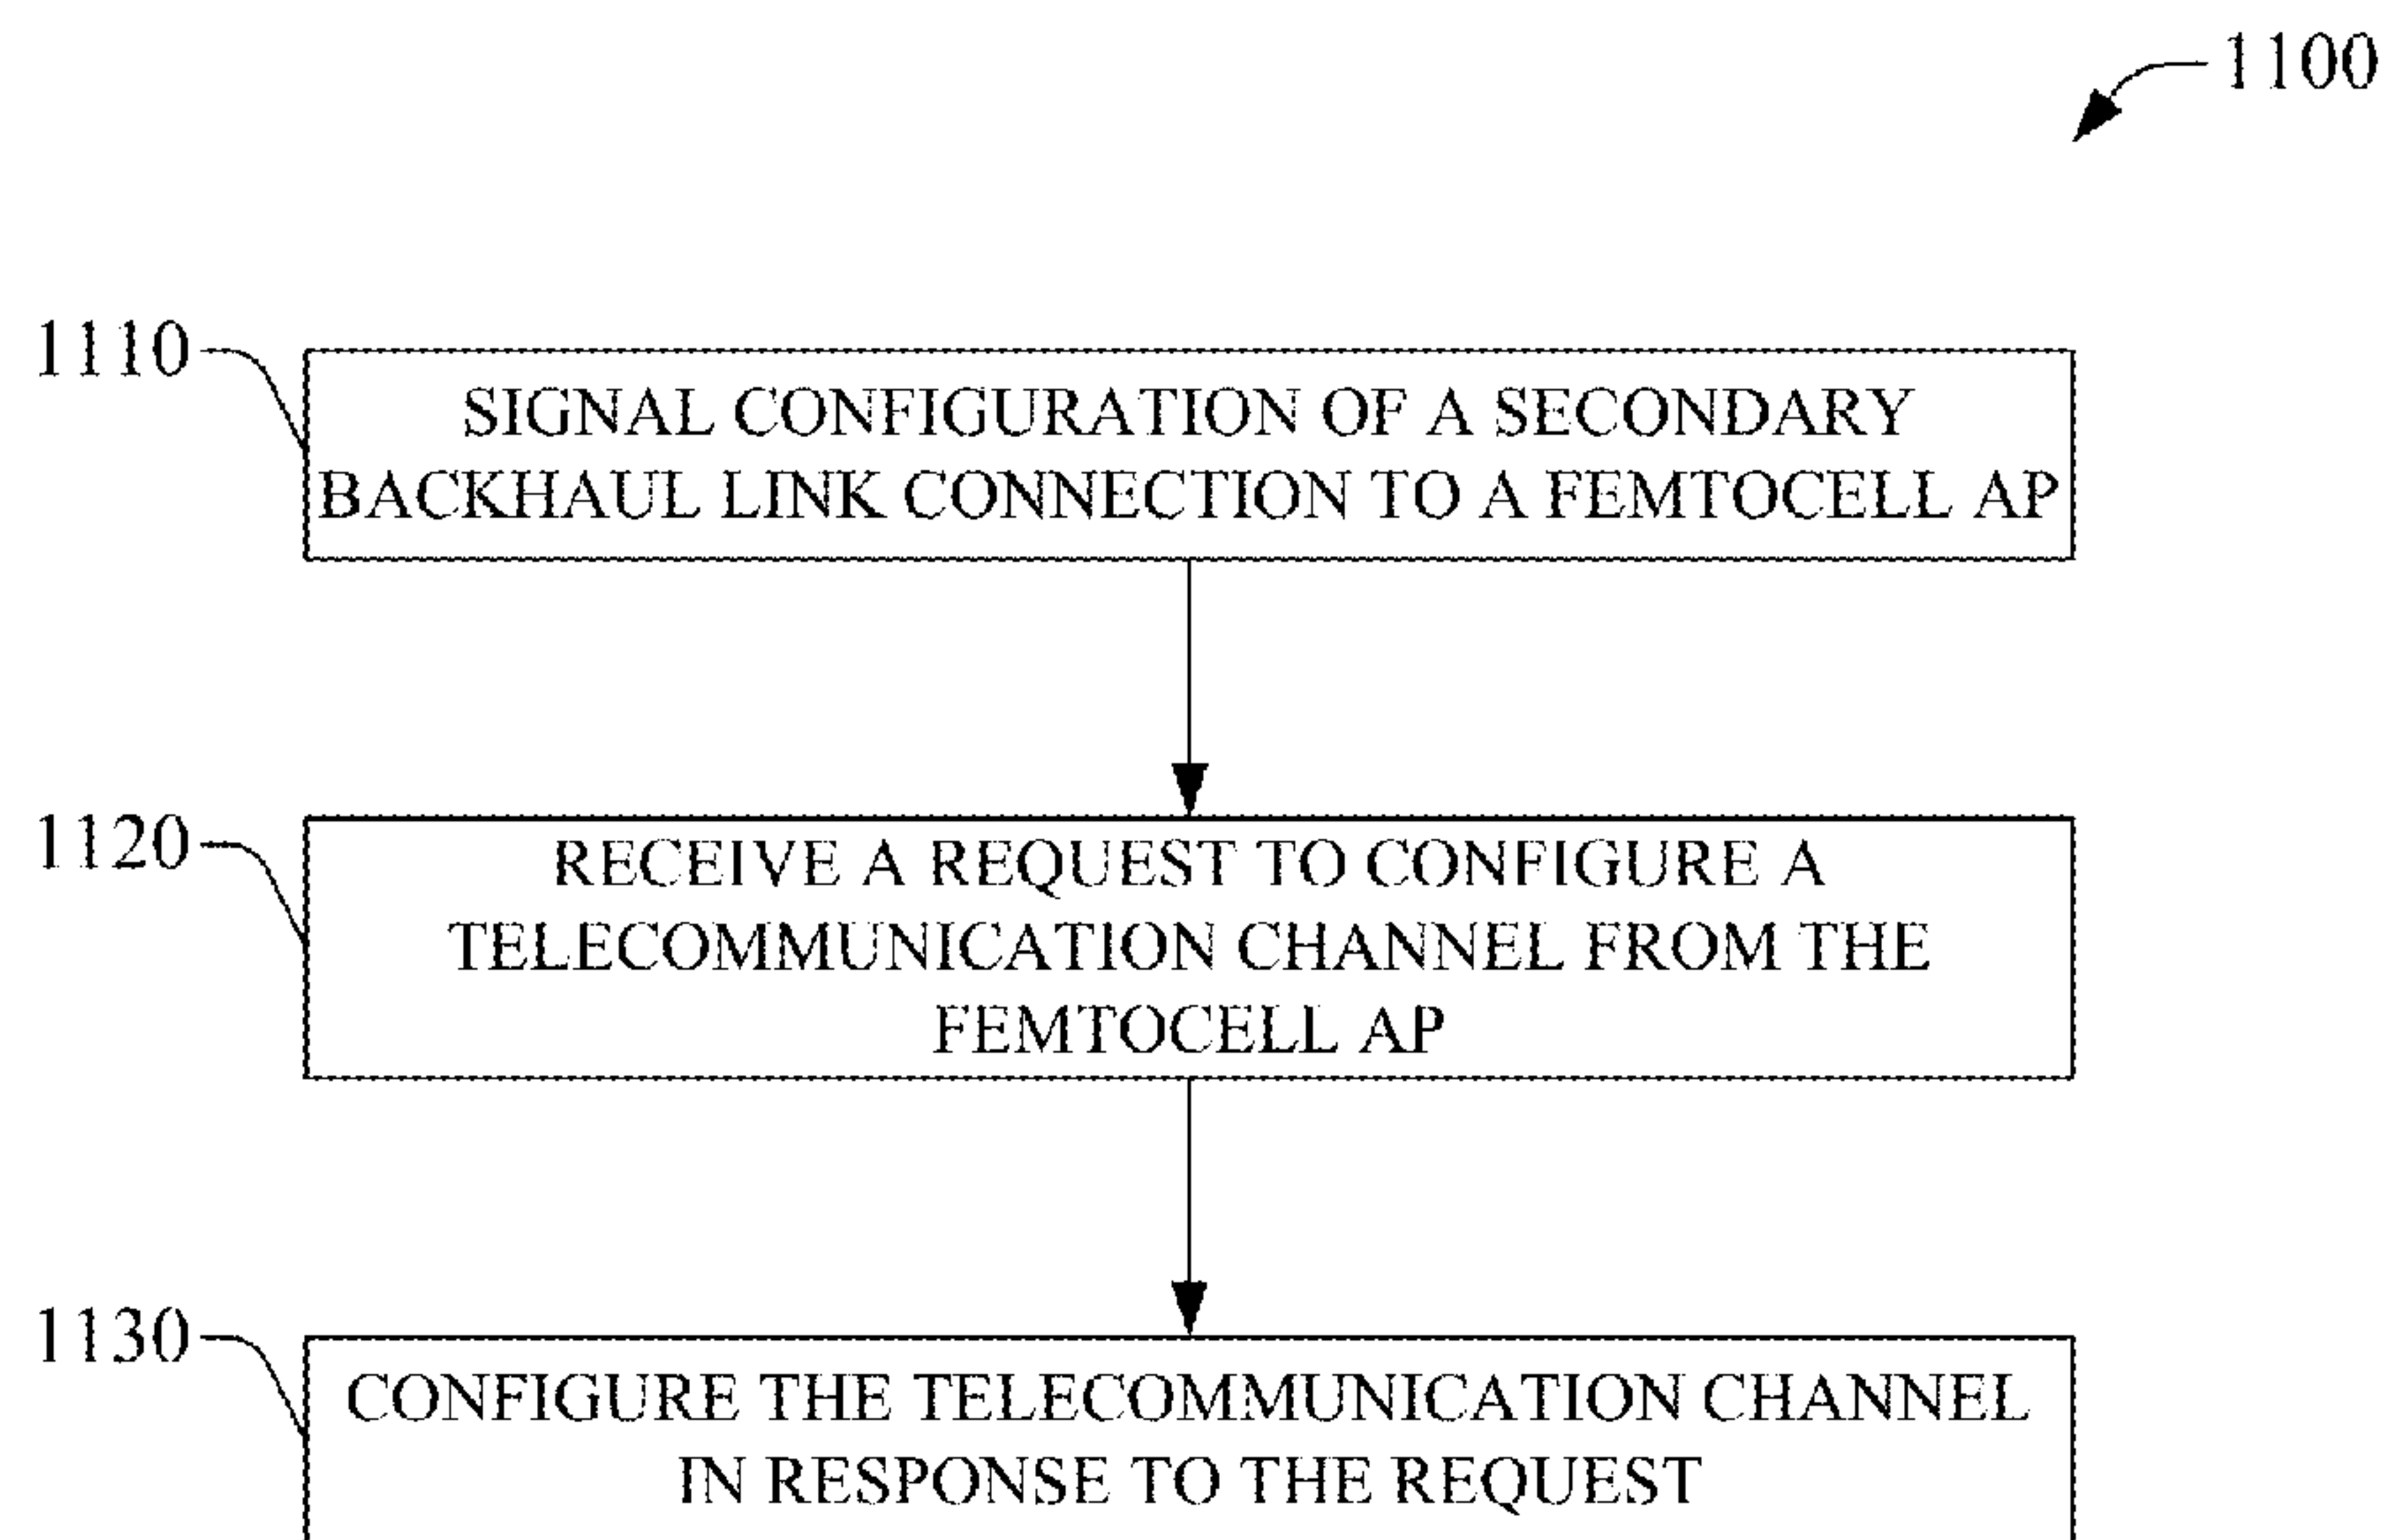 1100
1110
SIGNAL CONFIGURATION OF A SECONDARY
BACKHAUL LINK CONNECTION TO A FEMTOCELL AP
1120
RECEIVE A REQUEST TO CONFIGURE A
TELECOMMUNICATION CHANNEL FROM THE
FEMTOCELL AP
1130
CONFIGURE THE TELECOMMUNICATION CHANNEL
IN RESPONSE TO THE REQUEST